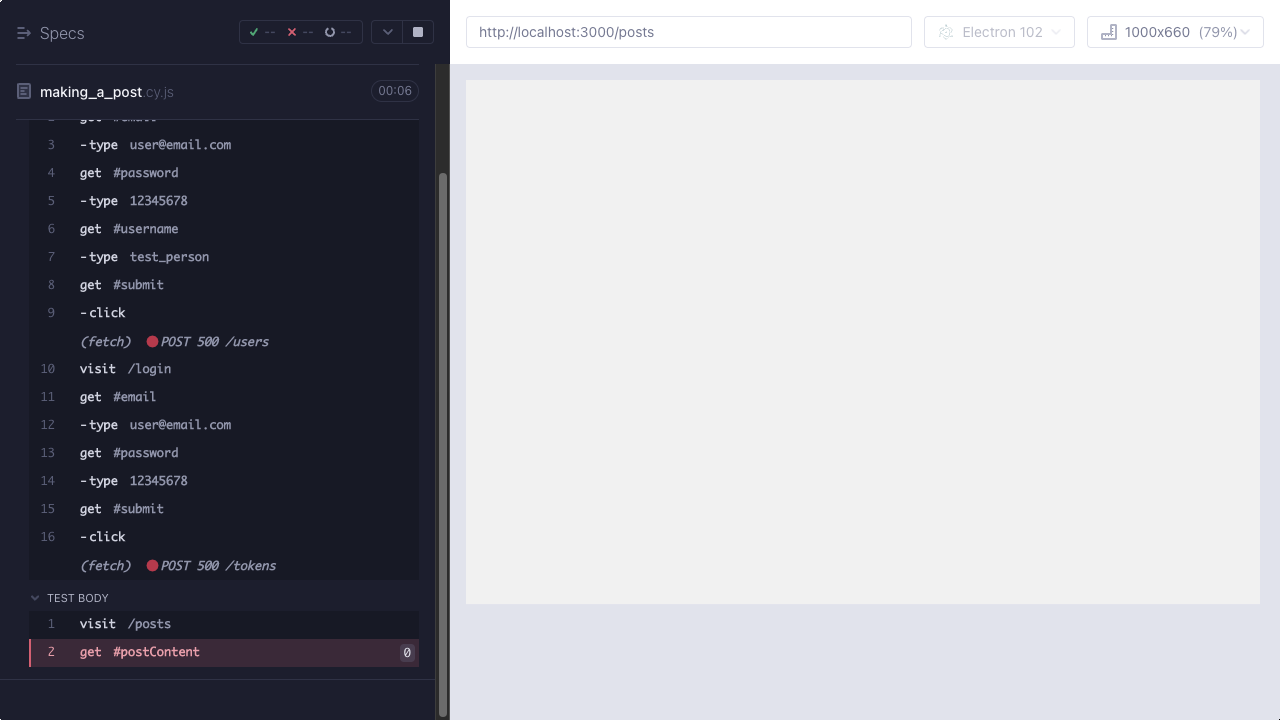 Specs
-- -- --
making_a_post.cy.js 00:06
3 -type user@email.com
4 get #password
5 -type 12345678
6 get #username
7 -type test_person
8 get #submit
9 -click
(fetch) POST 500 /users
10 visit /login
11 get #email
12 -type user@email.com
13 get #password
14 -type 12345678
15 get #submit
16 -click
(fetch) POST 500 /tokens
TEST BODY
1 visit /posts
2 get #postContent 0
http://localhost:3000/posts
Electron 102
1000x660 (79%)